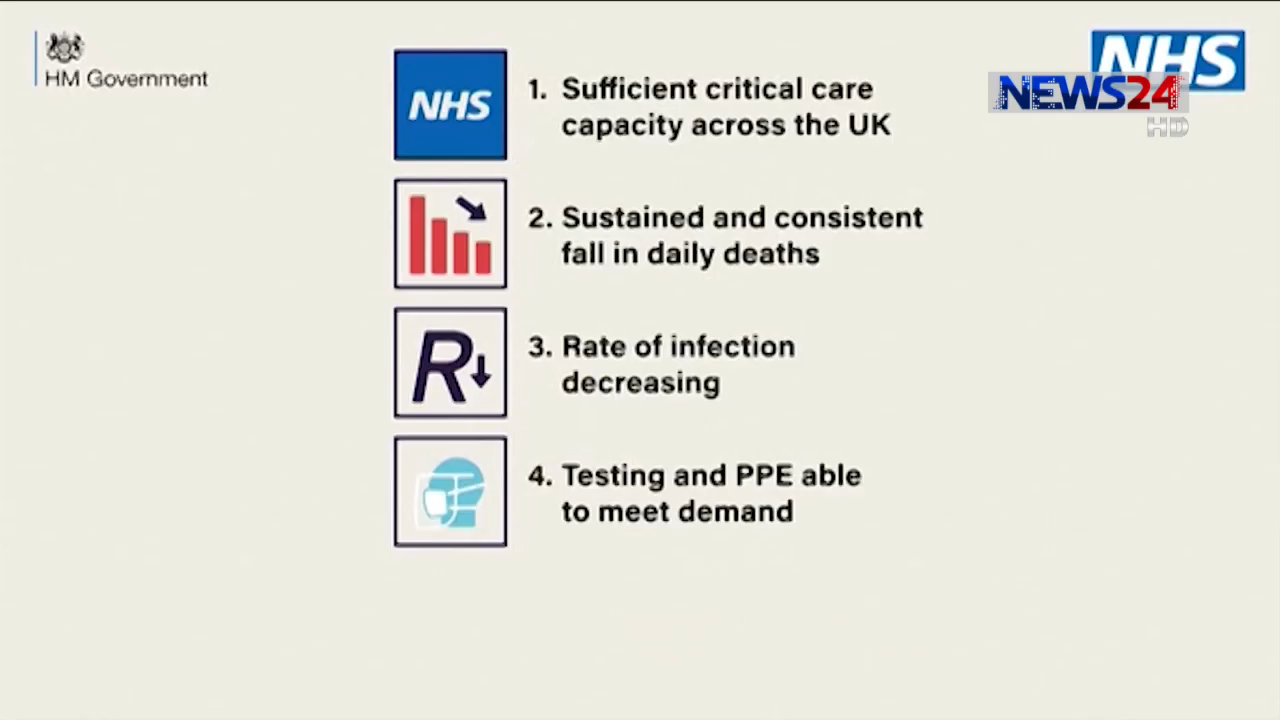 HM Government
NHS
NEWS24
HD
NHS
1. Sufficient critical care
capacity across the UK
2. Sustained and consistent
fall in daily deaths
R
3. Rate of infection
decreasing
4. Testing and PPE able
to meet demand